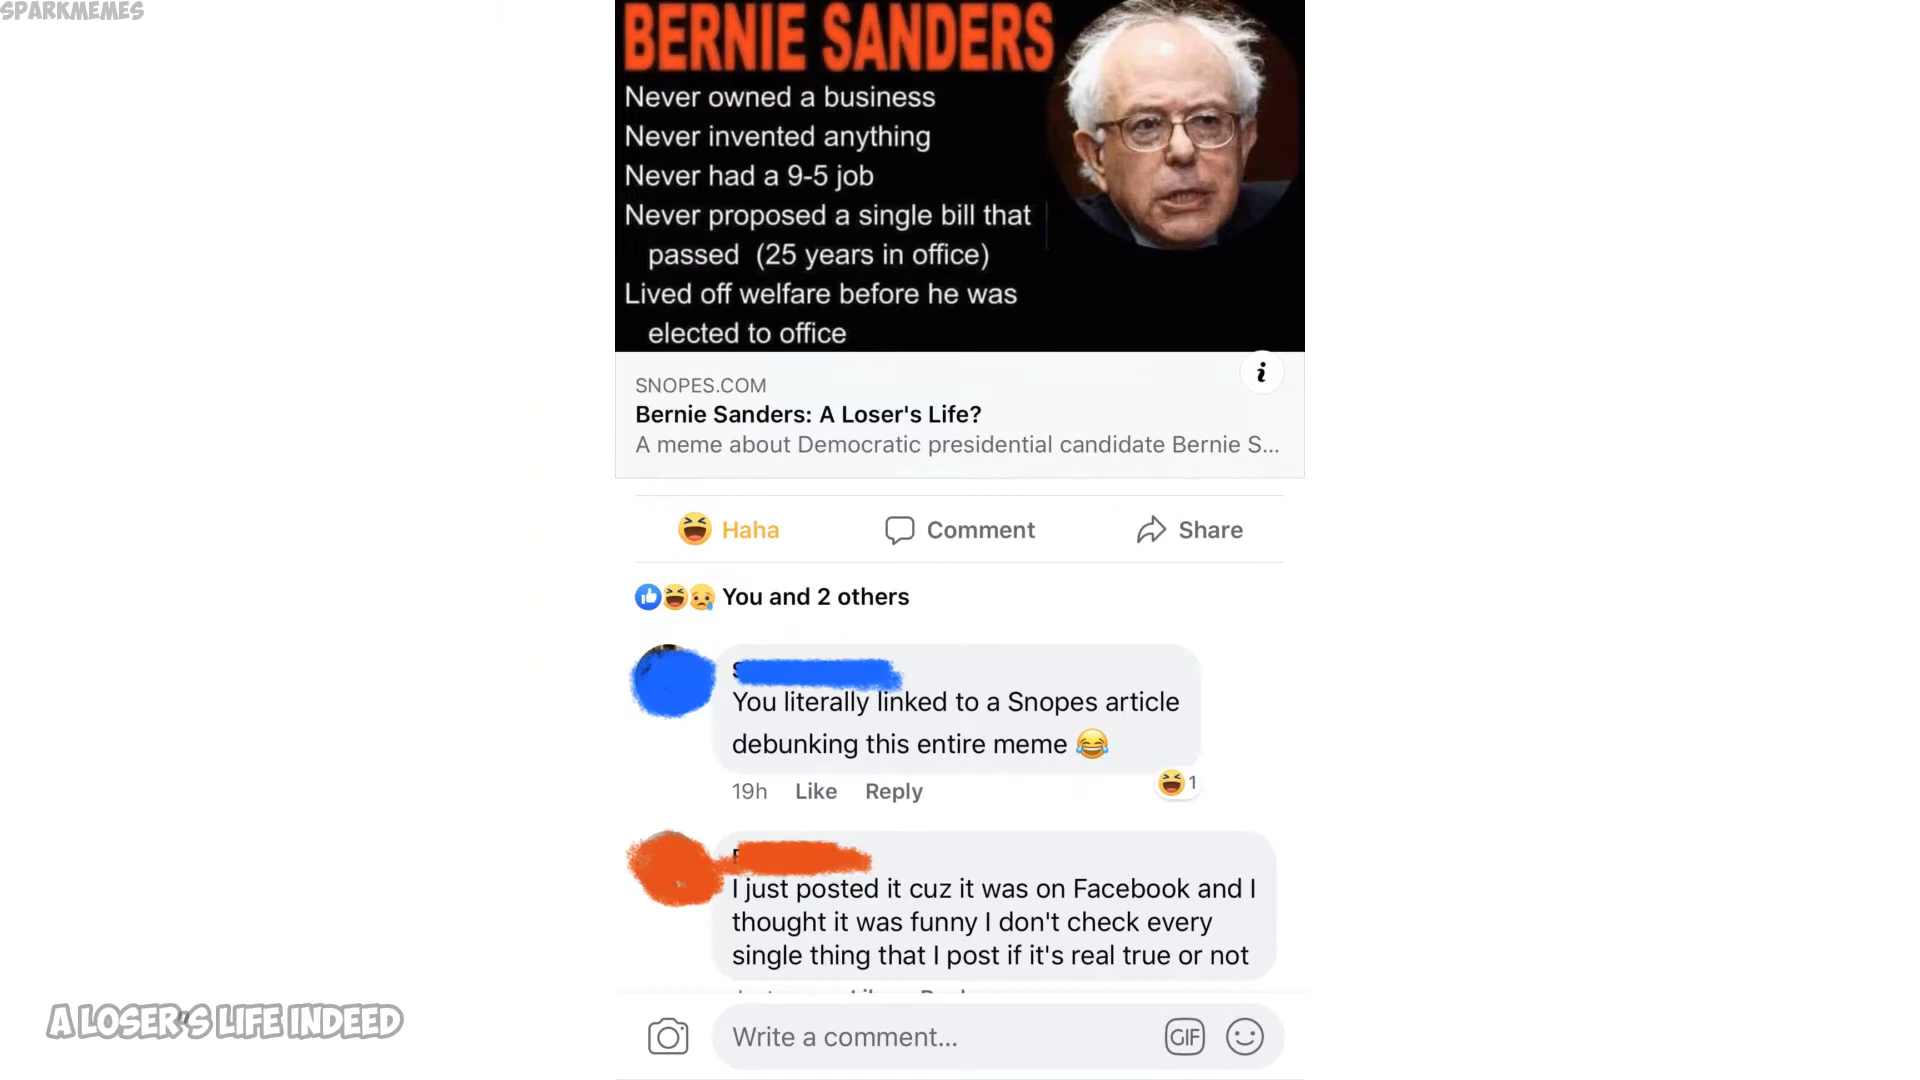 SPARKMEMES
BERNIE SANDERS
Never owned a business
Never invented anything
Never had a 9-5 job
Never proposed a single bill that
passed (25 years in office)
Lived off welfare before he was
elected to office
SNOPES.COM
Bernie Sanders: A Loser's Life?
A meme about Democratic presidential candidate Bernie S...
Haha
Comment
Share
You and 2 others
You literally linked to a Snopes article
debunking this entire meme 😂
19h Like Reply
1
I just posted it cuz it was on Facebook and I
thought it was funny I don't check every
single thing that I post if it's real true or not
A LOSER'S LIFE INDEED
Write a comment...
GIF